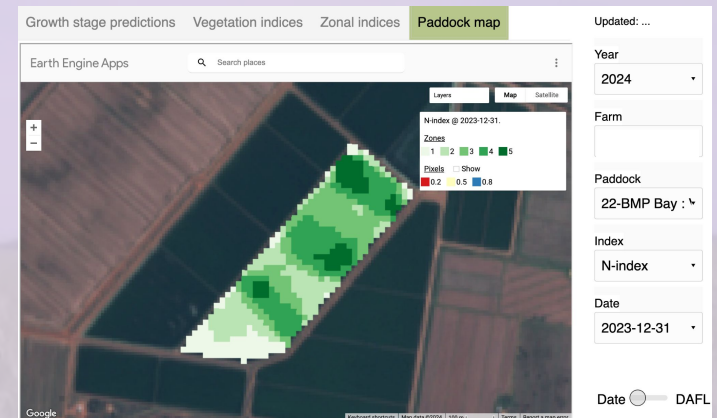 Growth stage predictions Vegetation indices Zonal indices Paddock map
Earth Engine Apps Search places
Layers Map Satellite
+
−
N-index @ 2023-12-31.
Zones
1 2 3 4 5
Pixels Show
0.2 0.5 0.8
Google
Keyboard shortcuts Map data ©2024 100 m Terms Report a map error
Updated: ...
Year
2024
Farm
Paddock
22-BMP Bay :
Index
N-index
Date
2023-12-31
Date DAFL